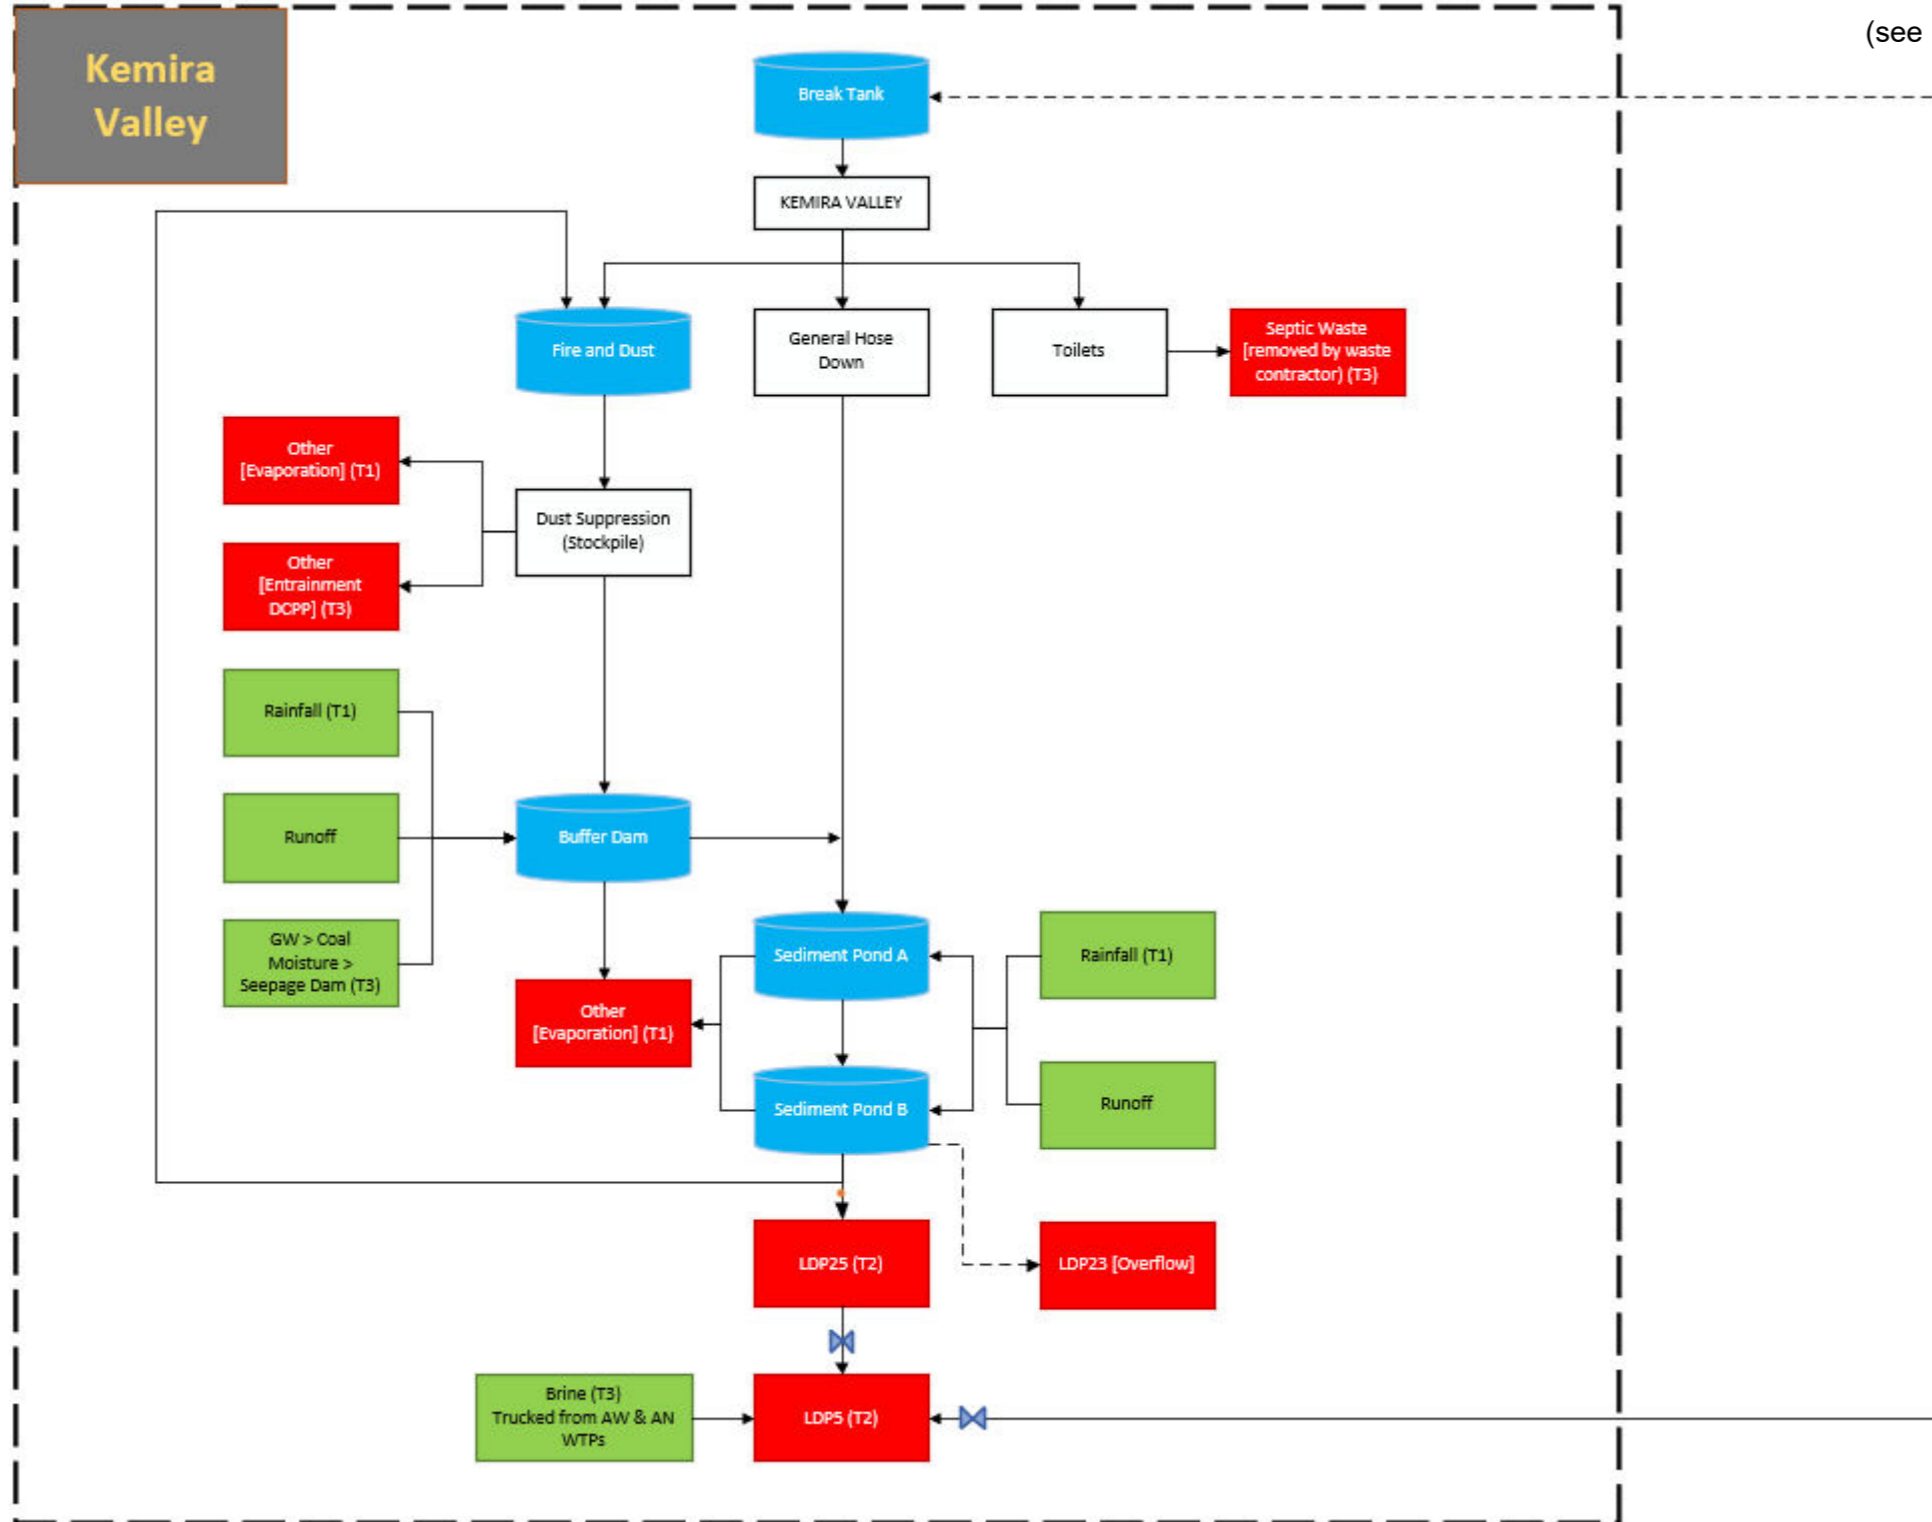 (see
Kemira
Valley
Break Tank
KEMIRA VALLEY
Fire and Dust
General Hose
Down
Toilets
Septic Waste
[removed by waste
contractor) (T3)
Other
[Evaporation] (T1)
Dust Suppression
(Stockpile)
Other
[Entrainment
DCPP] (T3)
Rainfall (T1)
Runoff
Buffer Dam
GW > Coal
Moisture >
Seepage Dam (T3)
Sediment Pond A
Rainfall (T1)
Other
[Evaporation] (T1)
Sediment Pond B
Runoff
LDP25 (T2)
LDP23 [Overflow]
Brine (T3)
Trucked from AW & AN
WTPs
LDP5 (T2)